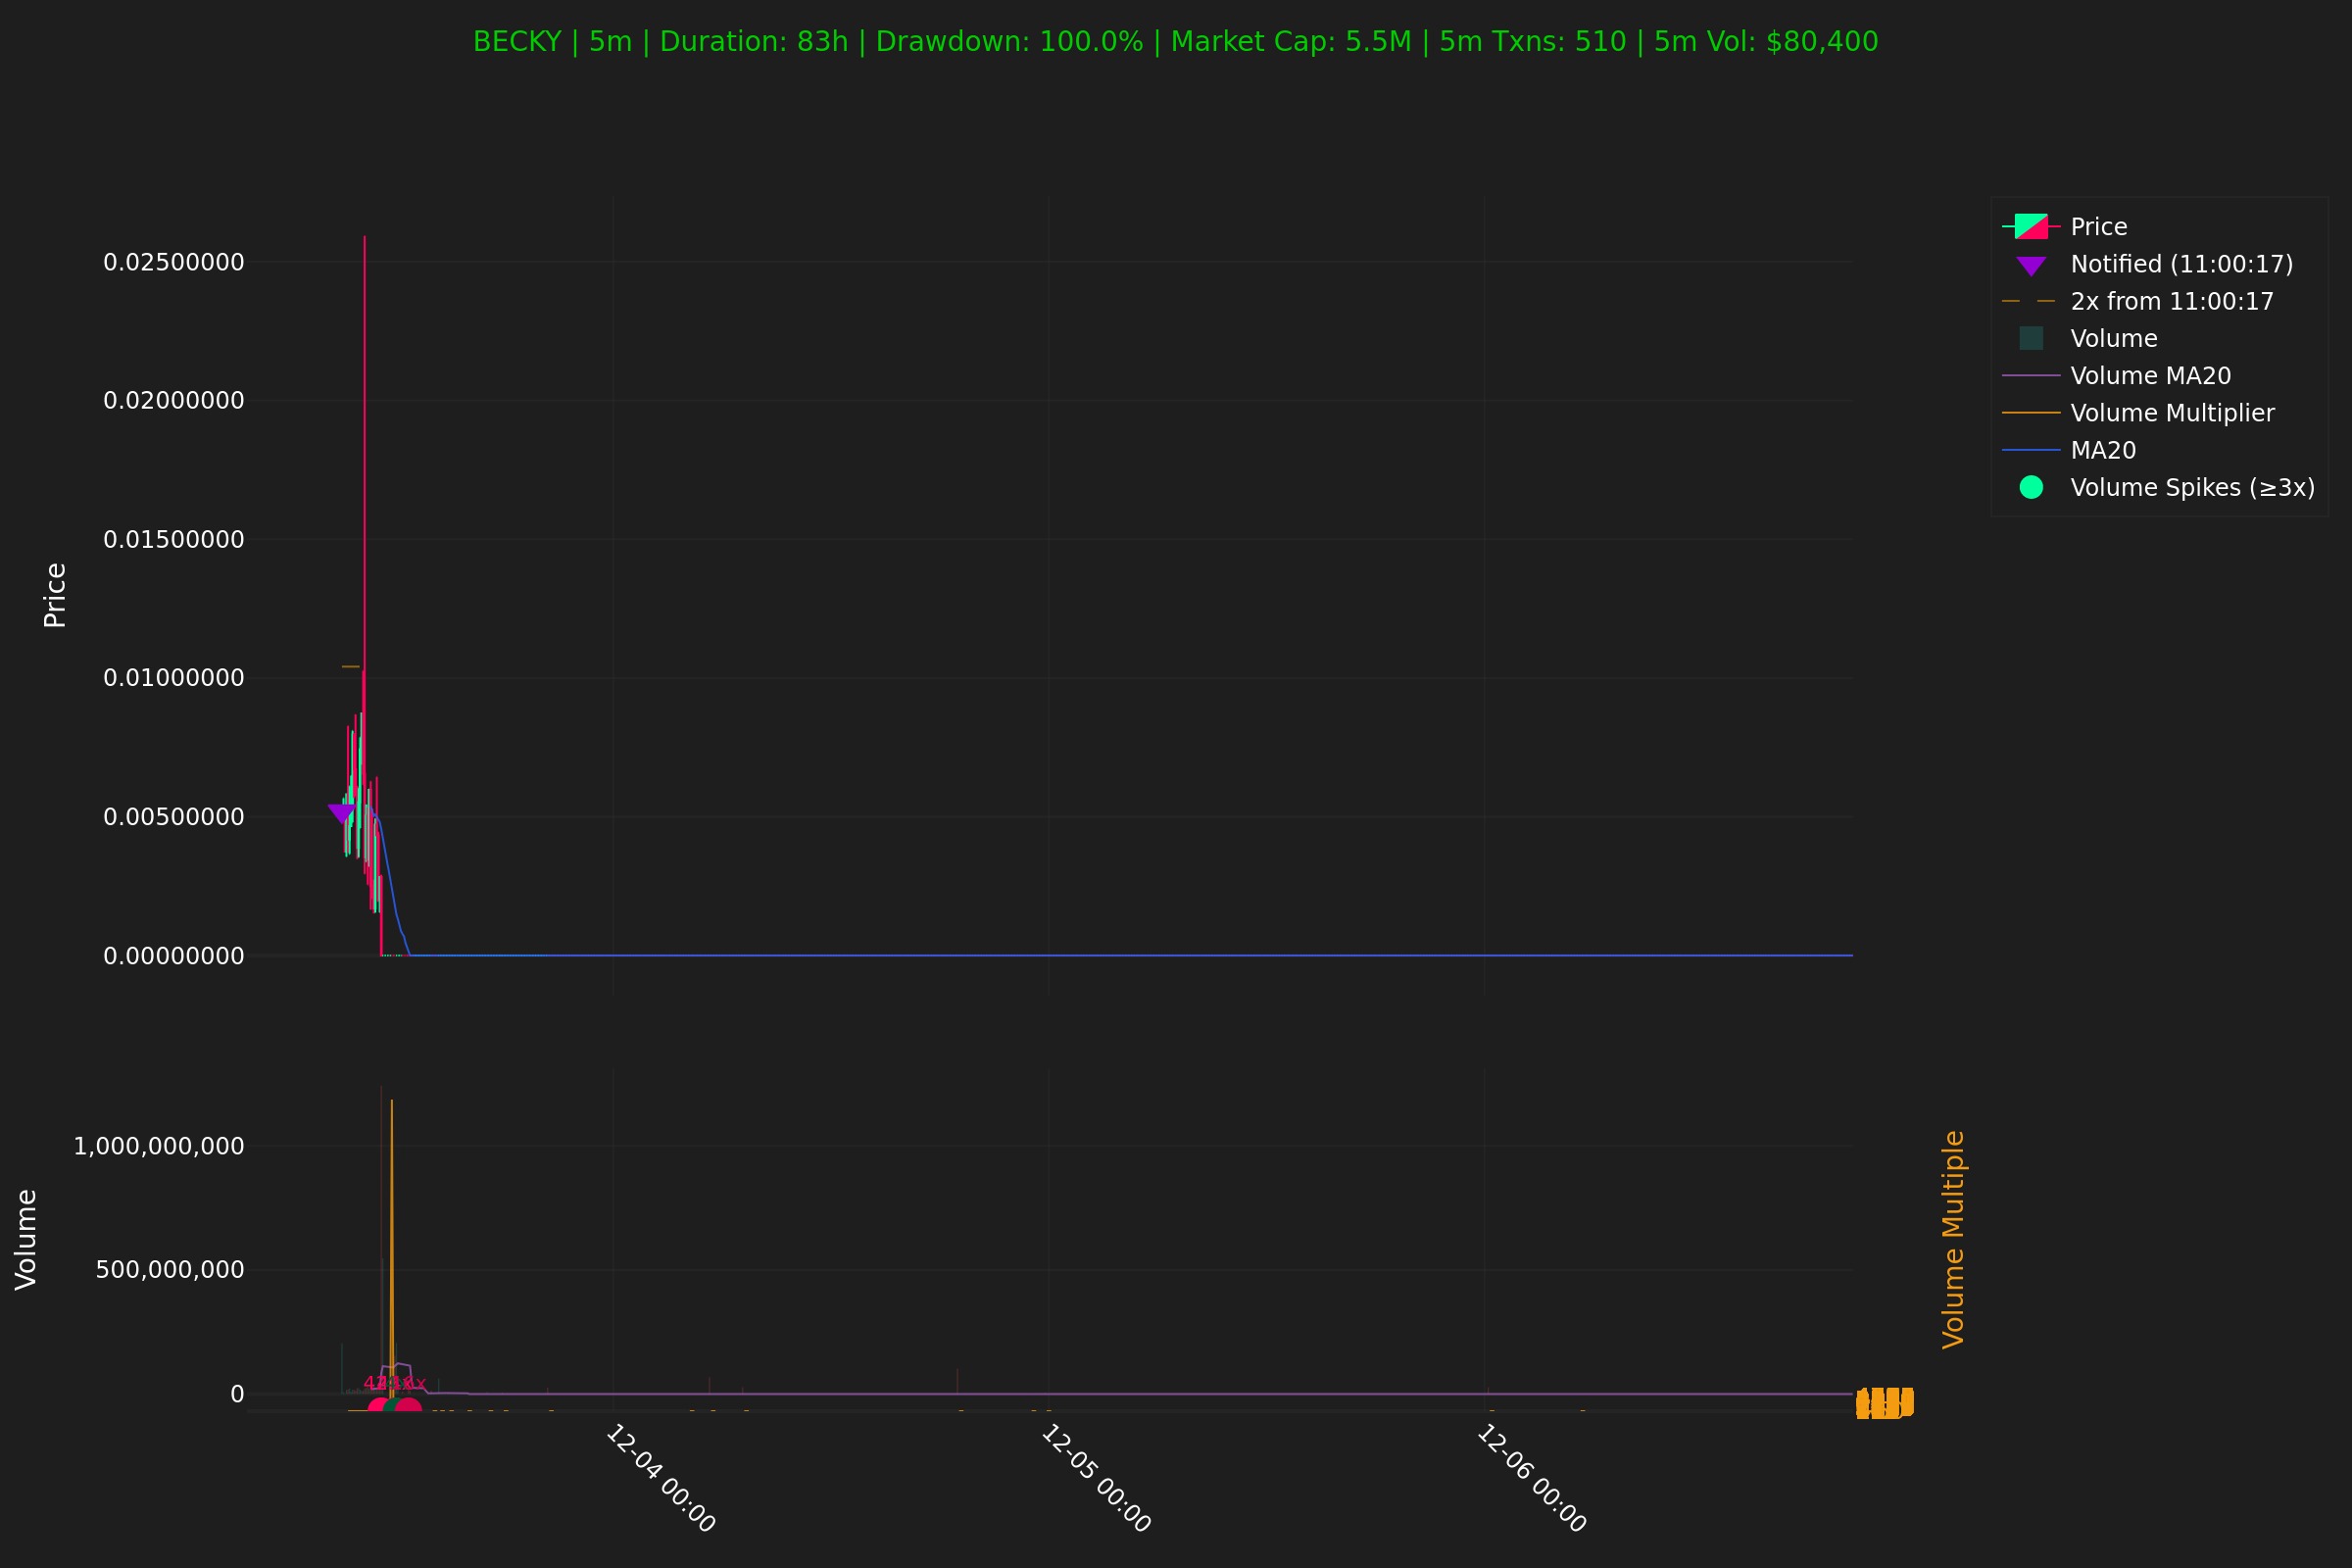 BECKY | 5m | Duration: 83h | Drawdown: 100.0% | Market Cap: 5.5M | 5m Txns: 510 | 5m Vol: $80,400
Price
0.02500000
0.02000000
0.01500000
0.01000000
0.00500000
0.00000000
Price
Notified (11:00:17)
2x from 11:00:17
Volume
Volume MA20
Volume Multiplier
MA20
Volume Spikes (≥3x)
Volume
1,000,000,000
500,000,000
0
Volume Multiple
12-04 00:00
12-05 00:00
12-06 00:00